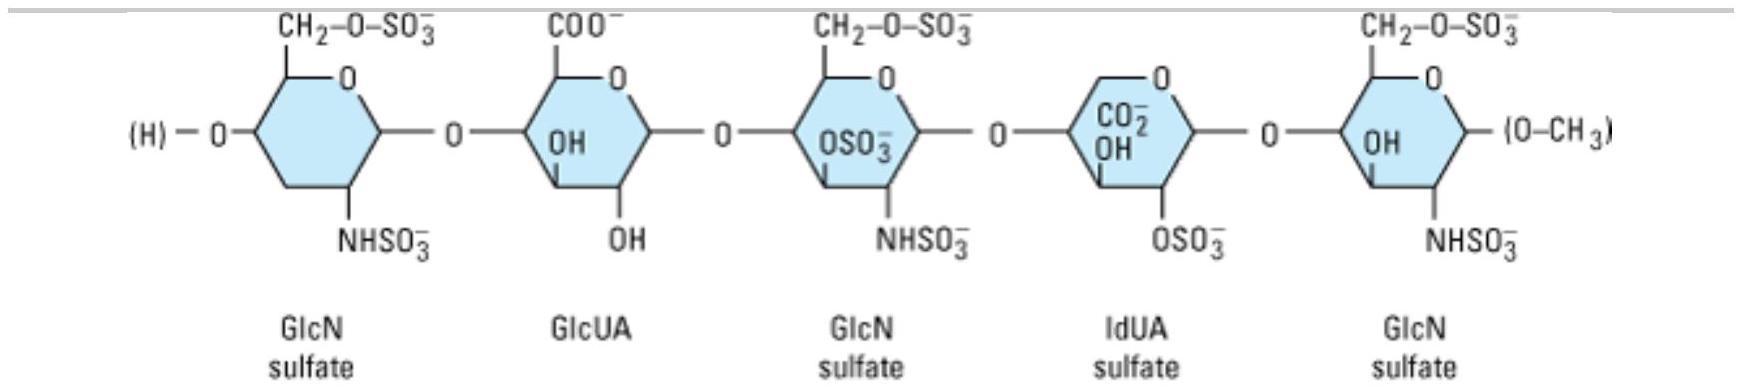 CH₂–O–SO₃⁻ COO⁻ CH₂–O–SO₃⁻ CH₂–O–SO₃⁻
O O O O O
(H) – O O OH O OSO₃⁻ O CO₂⁻ OH O OH (O–CH₃)
NHSO₃⁻ OH NHSO₃⁻ OSO₃⁻ NHSO₃⁻
GlcN GlcUA GlcN IdUA GlcN
sulfate sulfate sulfate sulfate